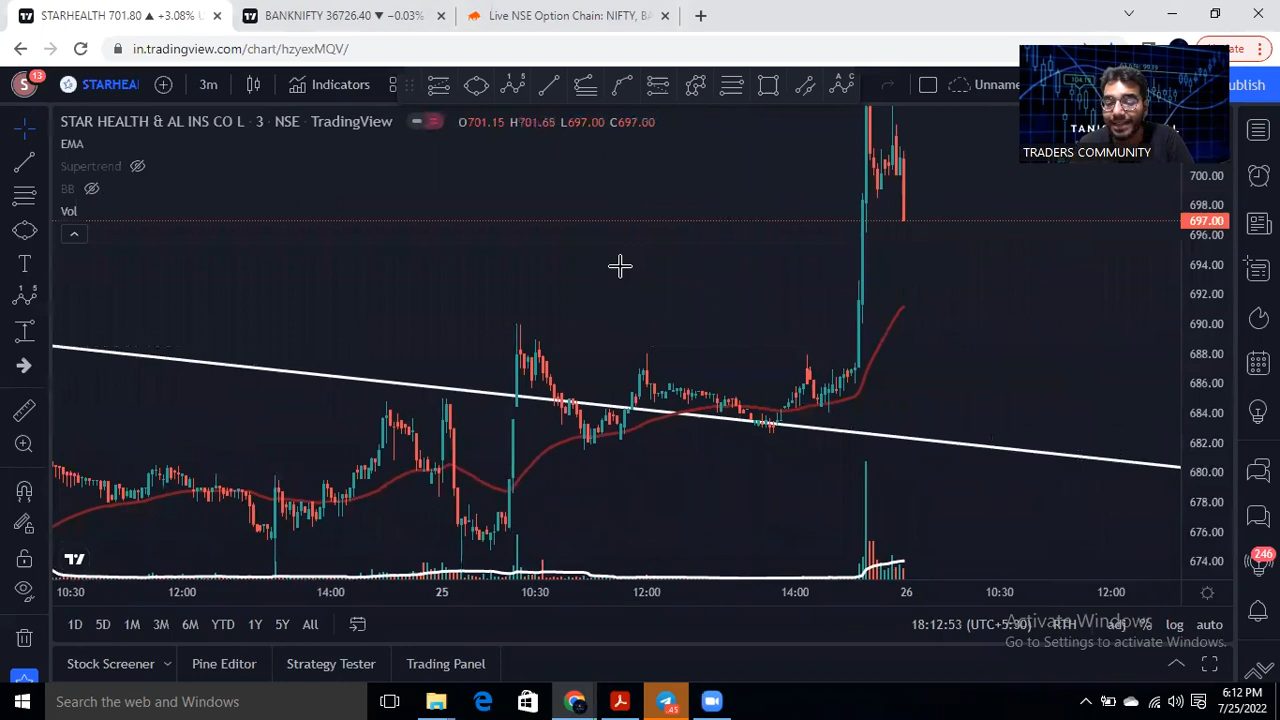 STARHEALTH 701.80 ▲ +3.08%
BANKNIFTY 36726.40 ▼ −0.03%
Live NSE Option Chain: NIFTY, BA
in.tradingview.com/chart/hzyexMQV/
S
13
STARHEA
3m
Indicators
Unname
Publish
STAR HEALTH & AL INS CO L · 3 · NSE · TradingView
O701.15 H701.65 L697.00 C697.00
EMA
Supertrend
BB
Vol
TRADERS COMMUNITY
700.00
698.00
697.00
696.00
694.00
692.00
690.00
688.00
686.00
684.00
682.00
680.00
678.00
676.00
674.00
10:30
12:00
14:00
25
10:30
12:00
14:00
26
10:30
12:00
1D
5D
1M
3M
6M
YTD
1Y
5Y
All
18:12:53 (UTC+5:30)
RTH
adj
%
log
auto
Activate Windows
Go to Settings to activate Windows.
Stock Screener
Pine Editor
Strategy Tester
Trading Panel
246
Search the web and Windows
45
6:12 PM
7/25/2022